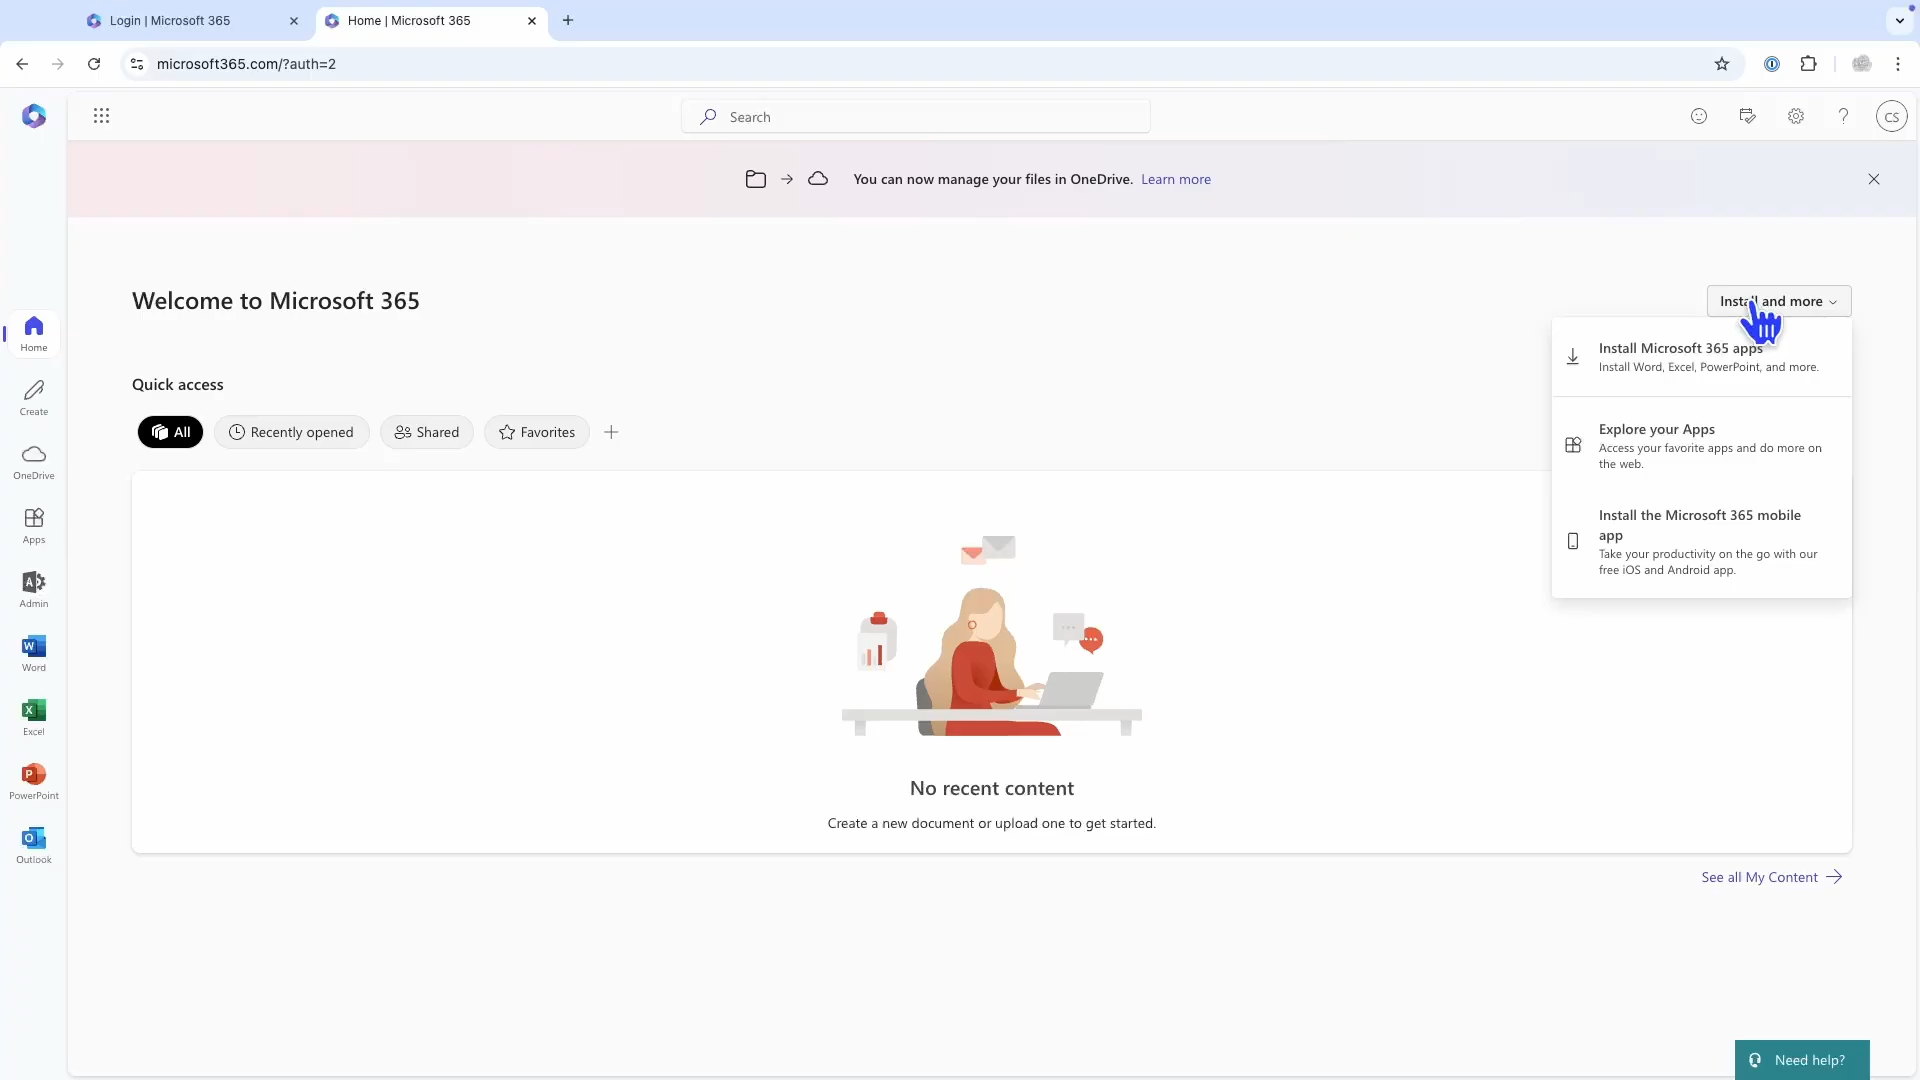 Login | Microsoft 365
Home | Microsoft 365
microsoft365.com/?auth=2
Search
CS
You can now manage your files in OneDrive. Learn more
Welcome to Microsoft 365
Install and more
Install Microsoft 365 apps
Install Word, Excel, PowerPoint, and more.
Explore your Apps
Access your favorite apps and do more on
the web.
Install the Microsoft 365 mobile
app
Take your productivity on the go with our
free iOS and Android app.
Quick access
All
Recently opened
Shared
Favorites
Home
Create
OneDrive
Apps
Admin
Word
Excel
PowerPoint
Outlook
No recent content
Create a new document or upload one to get started.
See all My Content
Need help?